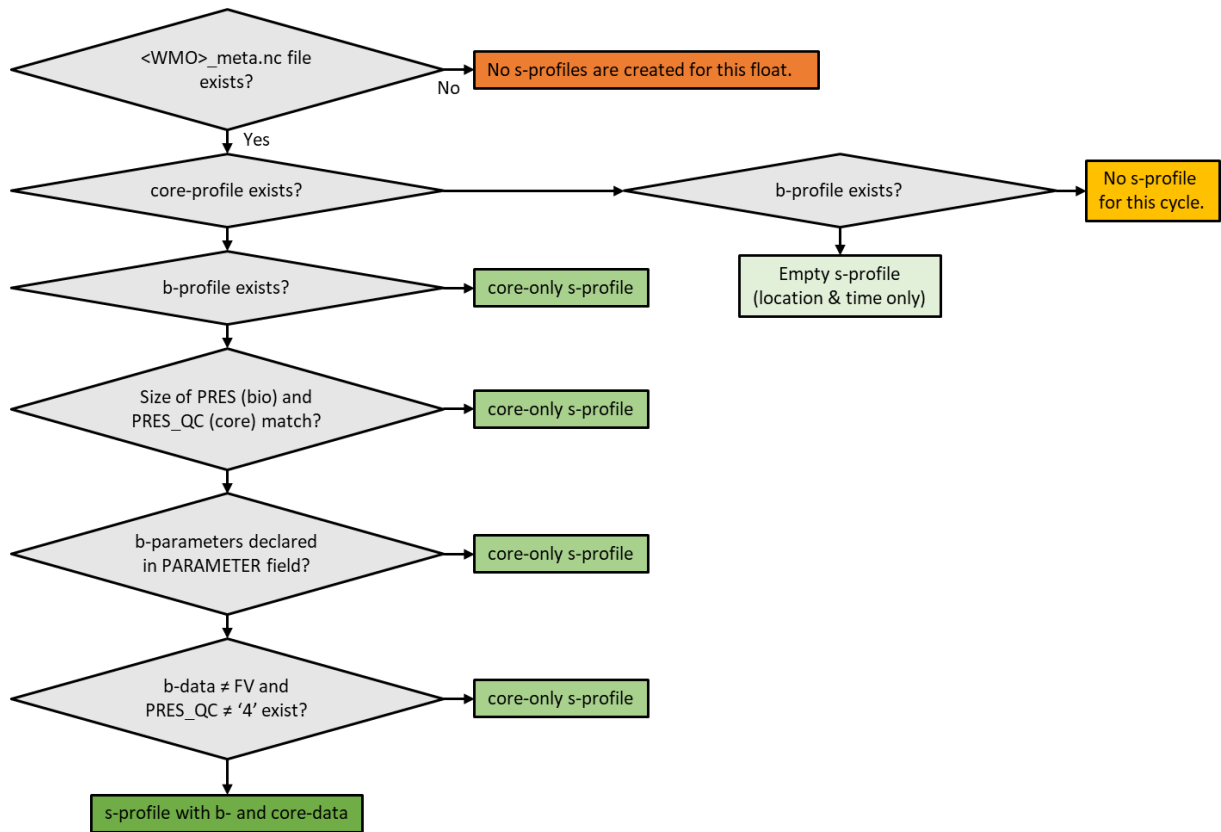 <WMO>_meta.nc file
exists?
No s-profiles are created for this float.
No
Yes
core-profile exists?
b-profile exists?
No s-profile
for this cycle.
b-profile exists?
core-only s-profile
Empty s-profile
(location & time only)
Size of PRES (bio) and
PRES_QC (core) match?
core-only s-profile
b-parameters declared
in PARAMETER field?
core-only s-profile
b-data ≠ FV and
PRES_QC ≠ ‘4’ exist?
core-only s-profile
s-profile with b- and core-data